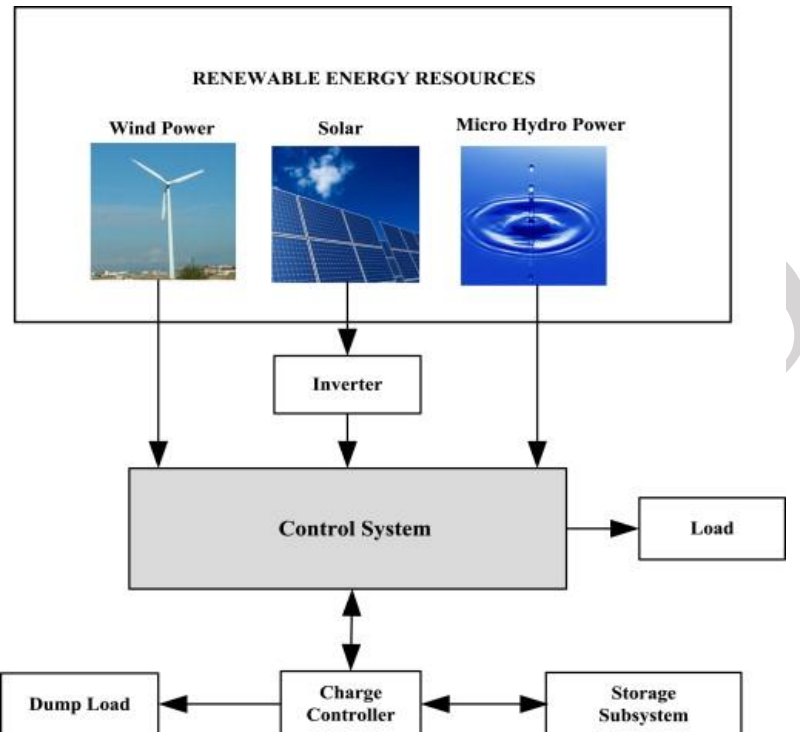 RENEWABLE ENERGY RESOURCES
Wind Power
Solar
Micro Hydro Power
Inverter
Control System
Load
Dump Load
Charge
Controller
Storage
Subsystem